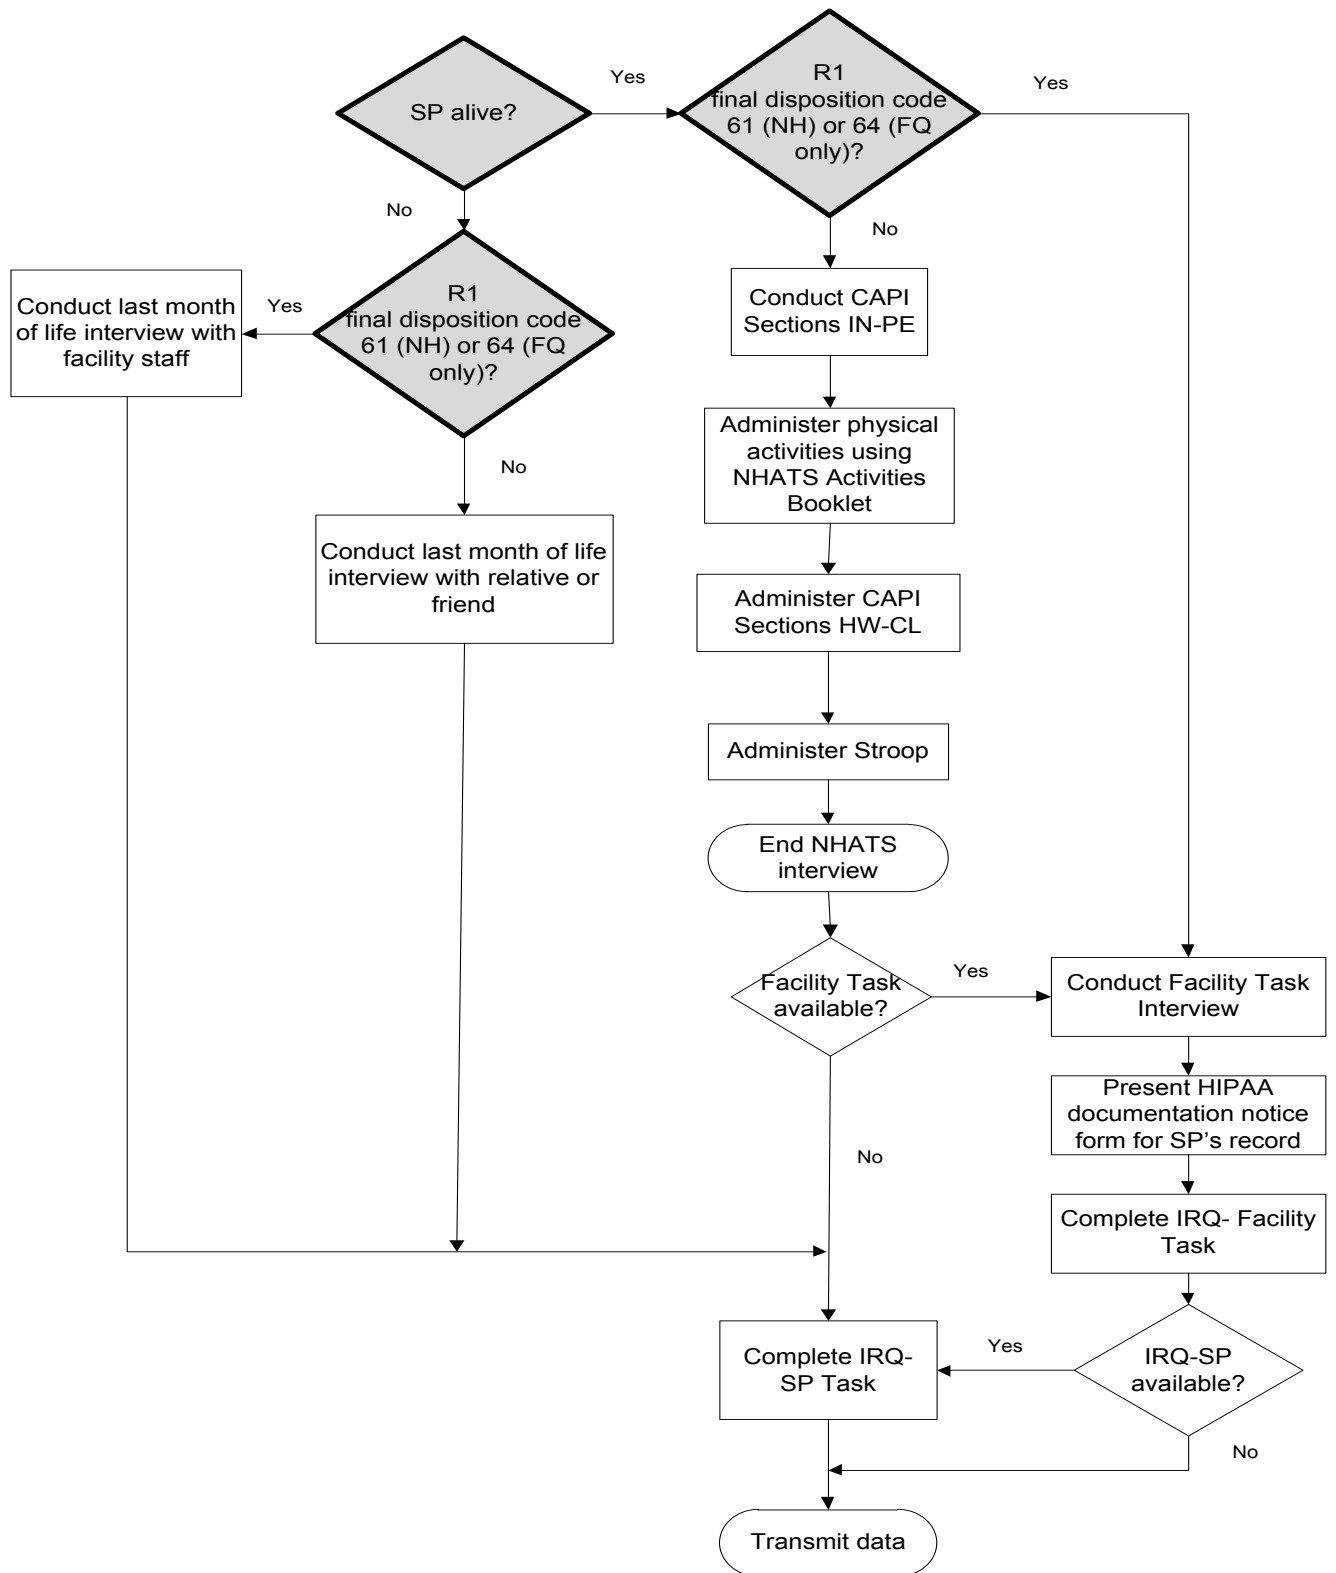 SP alive?
Yes
R1
final disposition code
61 (NH) or 64 (FQ
only)?
Yes
No
No
R1
final disposition code
61 (NH) or 64 (FQ
only)?
Yes
Conduct last month
of life interview with
facility staff
No
Conduct last month of life
interview with relative or
friend
Conduct CAPI
Sections IN-PE
Administer physical
activities using
NHATS Activities
Booklet
Administer CAPI
Sections HW-CL
Administer Stroop
End NHATS
interview
Facility Task
available?
Yes
Conduct Facility Task
Interview
Present HIPAA
documentation notice
form for SP's record
No
Complete IRQ- Facility
Task
IRQ-SP
available?
Yes
Complete IRQ-
SP Task
No
Transmit data